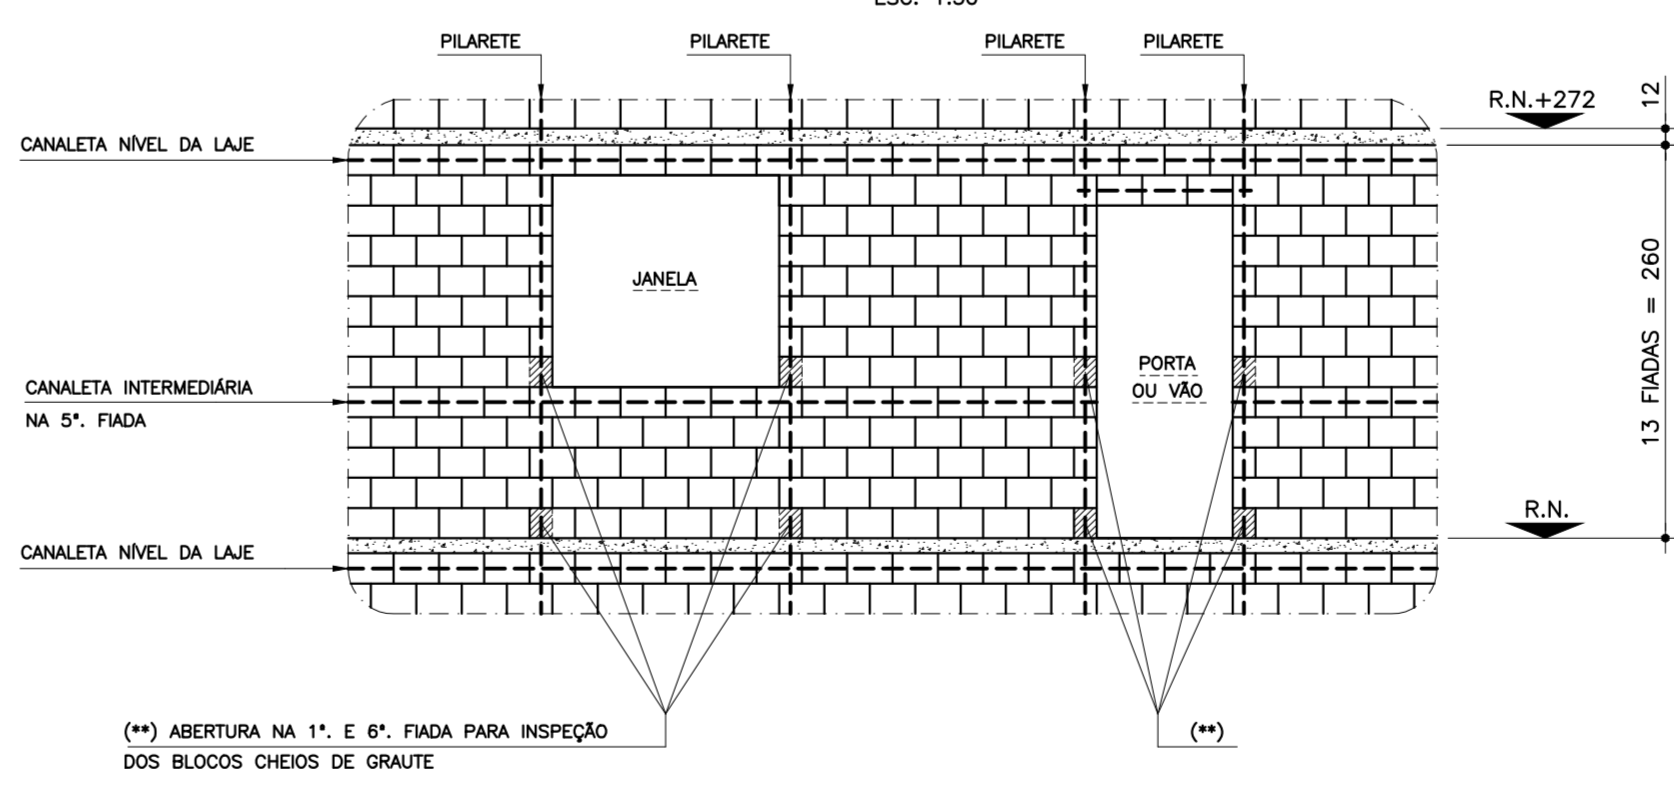 PILARETE PILARETE PILARETE PILARETE
R.N.+272
12
CANALETA NÍVEL DA LAJE
JANELA
CANALETA INTERMEDIÁRIA
NA 5ª. FIADA
PORTA
OU VÃO
13 FIADAS = 260
R.N.
CANALETA NÍVEL DA LAJE
(**) ABERTURA NA 1ª. E 6ª. FIADA PARA INSPEÇÃO
DOS BLOCOS CHEIOS DE GRAUTE
(**)